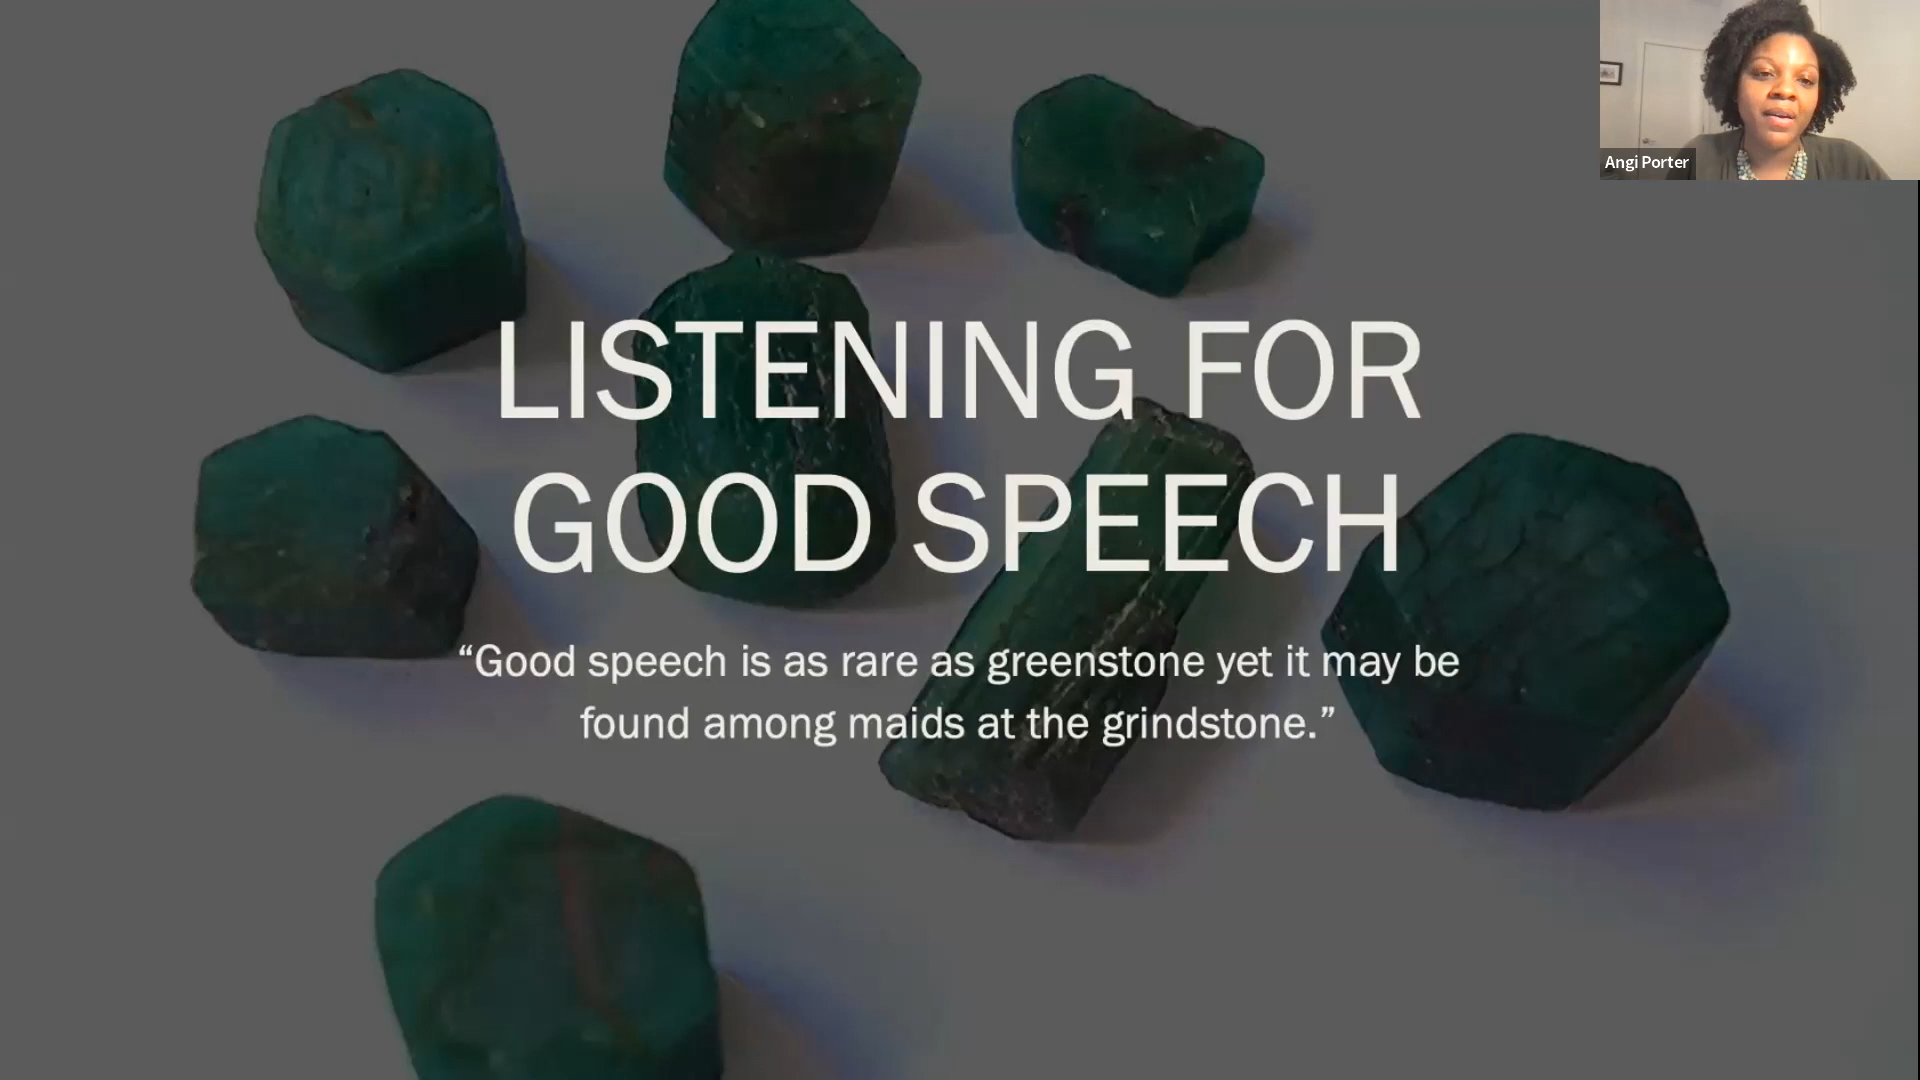 Angi Porter
LISTENING FOR
GOOD SPEECH
“Good speech is as rare as greenstone yet it may be
found among maids at the grindstone.”